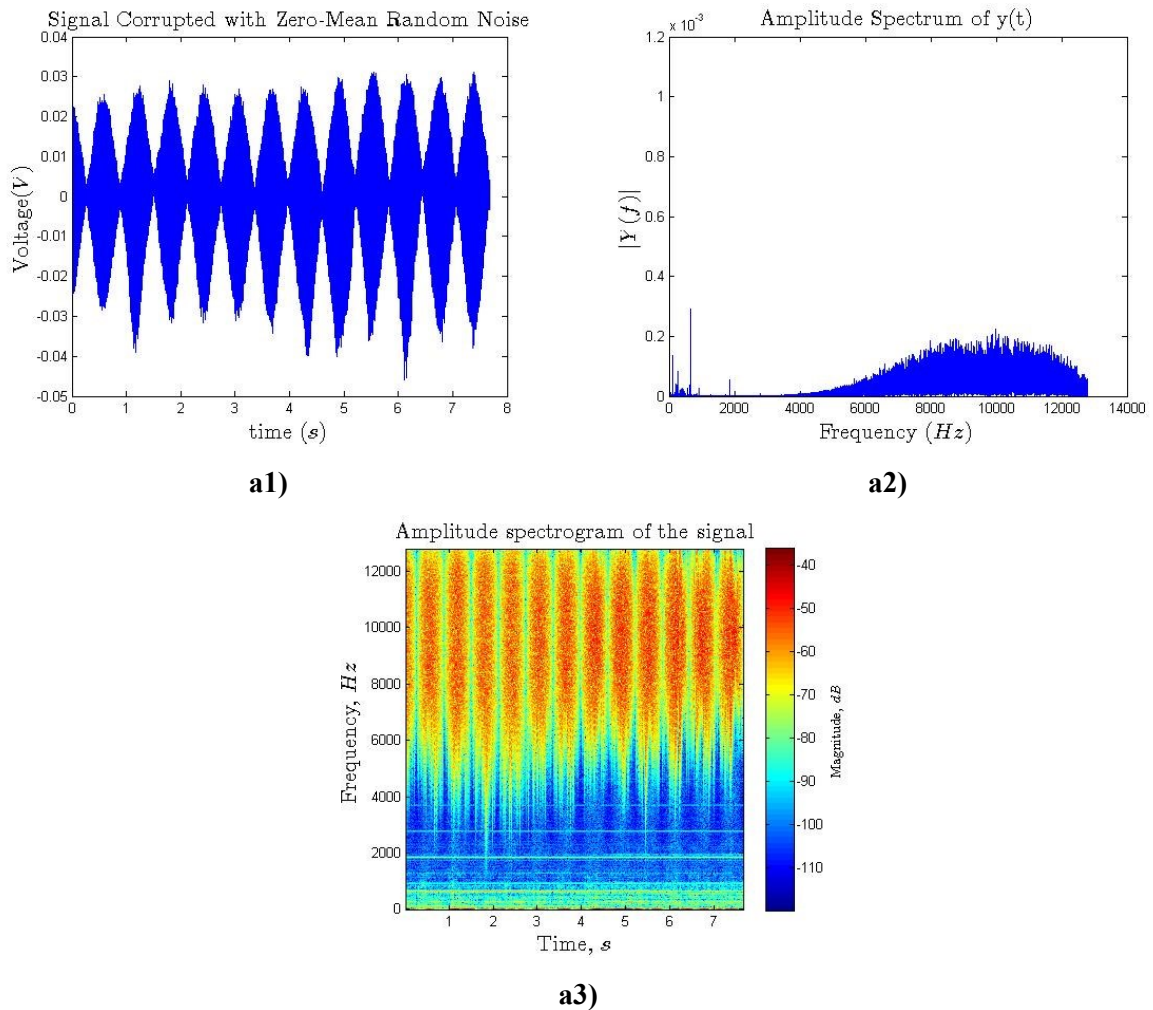 Signal Corrupted with Zero-Mean Random Noise
0.04
0.03
0.02
0.01
0
-0.01
-0.02
-0.03
-0.04
-0.05
Voltage(V)
0 1 2 3 4 5 6 7 8
time (s)
a1)
Amplitude Spectrum of y(t)
x 10^-3
1.2
1
0.8
0.6
0.4
0.2
0
|Y(f)|
0 2000 4000 6000 8000 10000 12000 14000
Frequency (Hz)
a2)
Amplitude spectrogram of the signal
12000
10000
8000
6000
4000
2000
0
Frequency, Hz
1 2 3 4 5 6 7
Time, s
-40
-50
-60
-70
-80
-90
-100
-110
Magnitude, dB
a3)